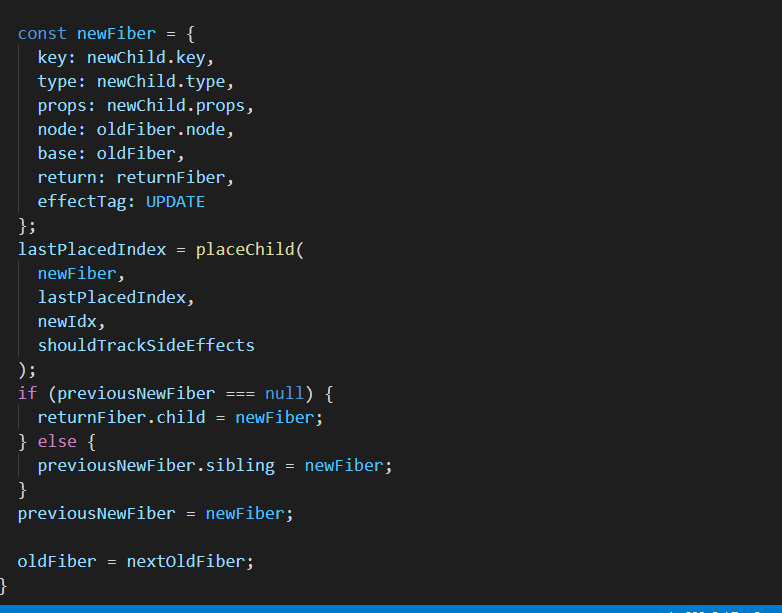 const newFiber = {
key: newChild.key,
type: newChild.type,
props: newChild.props,
node: oldFiber.node,
base: oldFiber,
return: returnFiber,
effectTag: UPDATE
};
lastPlacedIndex = placeChild(
newFiber,
lastPlacedIndex,
newIdx,
shouldTrackSideEffects
);
if (previousNewFiber === null) {
returnFiber.child = newFiber;
} else {
previousNewFiber.sibling = newFiber;
}
previousNewFiber = newFiber;
oldFiber = nextOldFiber;
}